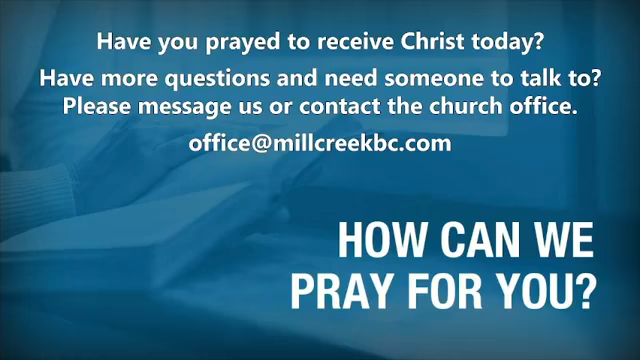 Have you prayed to receive Christ today?
Have more questions and need someone to talk to?
Please message us or contact the church office.
office@millcreekbc.com
HOW CAN WE
PRAY FOR YOU?